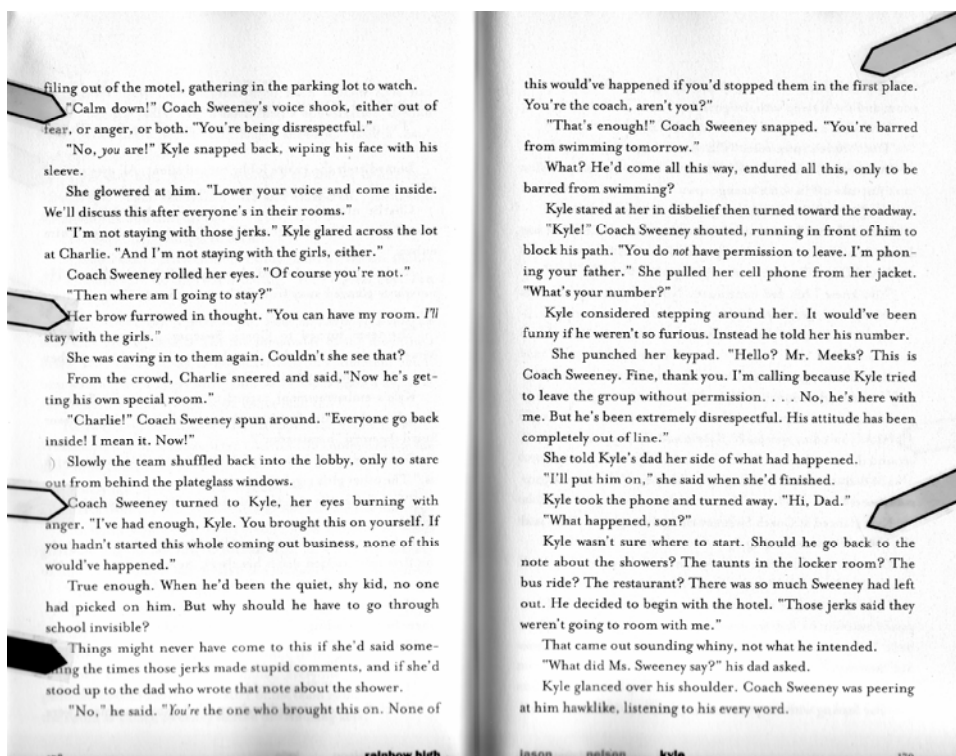 filing out of the motel, gathering in the parking lot to watch.
"Calm down!" Coach Sweeney's voice shook, either out of
fear, or anger, or both. "You're being disrespectful."
"No, you are!" Kyle snapped back, wiping his face with his
sleeve.
She glowered at him. "Lower your voice and come inside.
We'll discuss this after everyone's in their rooms."
"I'm not staying with those jerks." Kyle glared across the lot
at Charlie. "And I'm not staying with the girls, either."
Coach Sweeney rolled her eyes. "Of course you're not."
"Then where am I going to stay?"
Her brow furrowed in thought. "You can have my room. I'll
stay with the girls."
She was caving in to them again. Couldn't she see that?
From the crowd, Charlie sneered and said,"Now he's get-
ting his own special room."
"Charlie!" Coach Sweeney spun around. "Everyone go back
inside! I mean it. Now!"
Slowly the team shuffled back into the lobby, only to stare
out from behind the plateglass windows.
Coach Sweeney turned to Kyle, her eyes burning with
anger. "I've had enough, Kyle. You brought this on yourself. If
you hadn't started this whole coming out business, none of this
would've happened."
True enough. When he'd been the quiet, shy kid, no one
had picked on him. But why should he have to go through
school invisible?
Things might never have come to this if she'd said some-
thing the times those jerks made stupid comments, and if she'd
stood up to the dad who wrote that note about the shower.
"No," he said. "You're the one who brought this on. None of
rainbow high
this would've happened if you'd stopped them in the first place.
You're the coach, aren't you?"
"That's enough!" Coach Sweeney snapped. "You're barred
from swimming tomorrow."
What? He'd come all this way, endured all this, only to be
barred from swimming?
Kyle stared at her in disbelief then turned toward the roadway.
"Kyle!" Coach Sweeney shouted, running in front of him to
block his path. "You do not have permission to leave. I'm phon-
ing your father." She pulled her cell phone from her jacket.
"What's your number?"
Kyle considered stepping around her. It would've been
funny if he weren't so furious. Instead he told her his number.
She punched her keypad. "Hello? Mr. Meeks? This is
Coach Sweeney. Fine, thank you. I'm calling because Kyle tried
to leave the group without permission. . . . No, he's here with
me. But he's been extremely disrespectful. His attitude has been
completely out of line."
She told Kyle's dad her side of what had happened.
"I'll put him on," she said when she'd finished.
Kyle took the phone and turned away. "Hi, Dad."
"What happened, son?"
Kyle wasn't sure where to start. Should he go back to the
note about the showers? The taunts in the locker room? The
bus ride? The restaurant? There was so much Sweeney had left
out. He decided to begin with the hotel. "Those jerks said they
weren't going to room with me."
That came out sounding whiny, not what he intended.
"What did Ms. Sweeney say?" his dad asked.
Kyle glanced over his shoulder. Coach Sweeney was peering
at him hawklike, listening to his every word.
jason nelson kyle